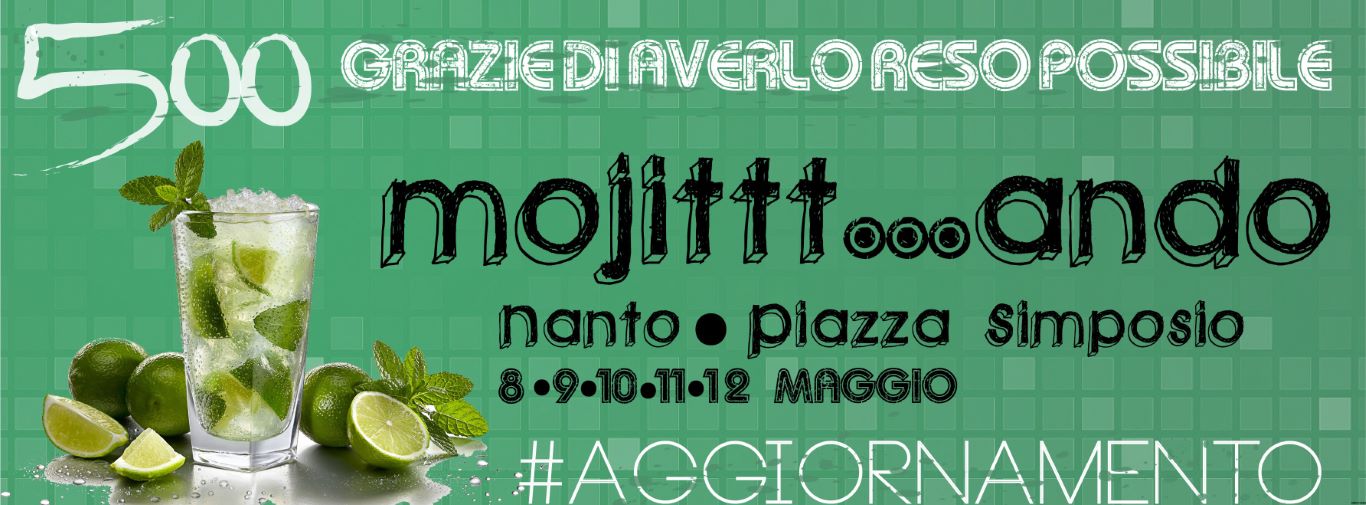 500 GRAZIE DI AVERLO RESO POSSIBILE
mojittt...ando
nanto • Piazza Simposio
8•9•10•11•12 MAGGIO
#AGGIORNAMENTO